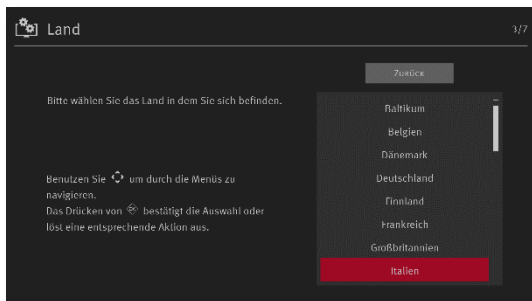 Land
3/7
Zurück
Bitte wählen Sie das Land in dem Sie sich befinden.
Baltikum
Belgien
Dänemark
Deutschland
Finnland
Frankreich
Großbritannien
Italien
Benutzen Sie um durch die Menüs zu
navigieren.
Das Drücken von bestätigt die Auswahl oder
löst eine entsprechende Aktion aus.